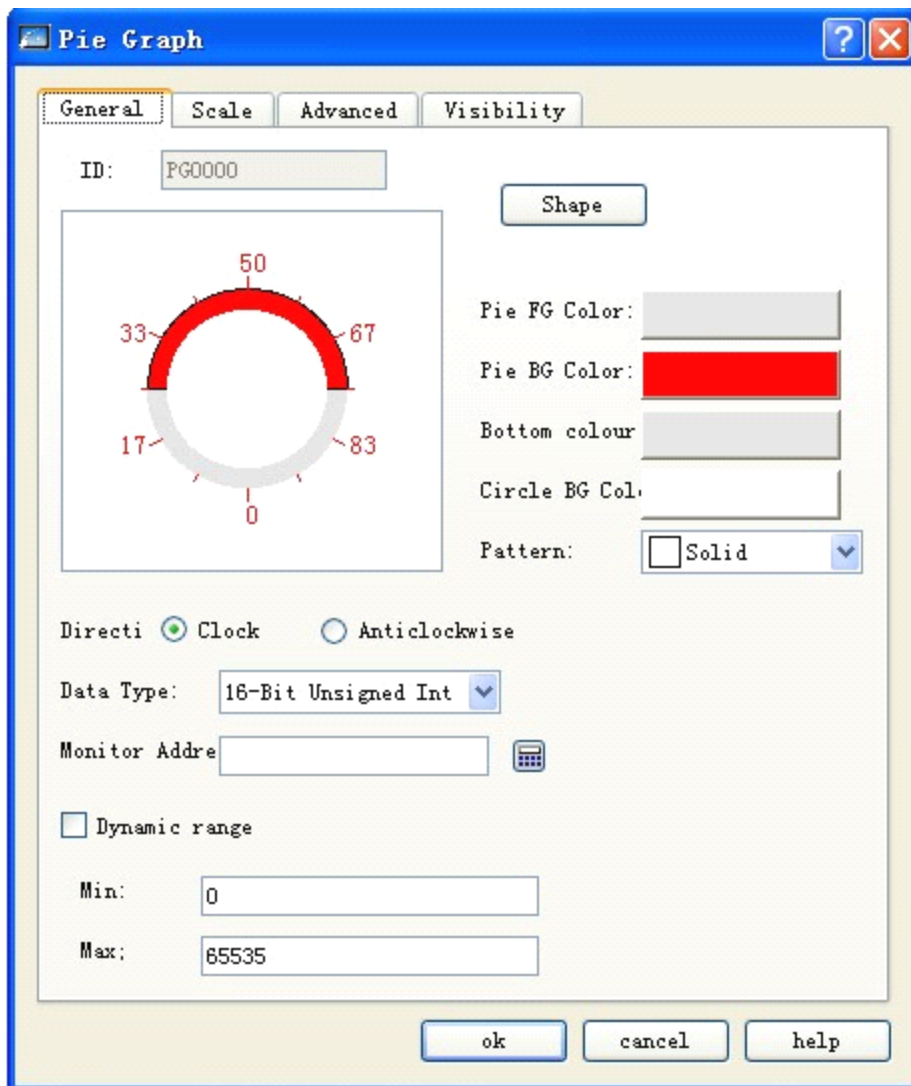 Pie Graph
General Scale Advanced Visibility
ID: PG0000
Shape
50
33 67
17 83
0
Pie FG Color:
Pie BG Color:
Bottom colour
Circle BG Col
Pattern: Solid
Directi Clock Anticlockwise
Data Type: 16-Bit Unsigned Int
Monitor Addre
Dynamic range
Min: 0
Max; 65535
ok cancel help